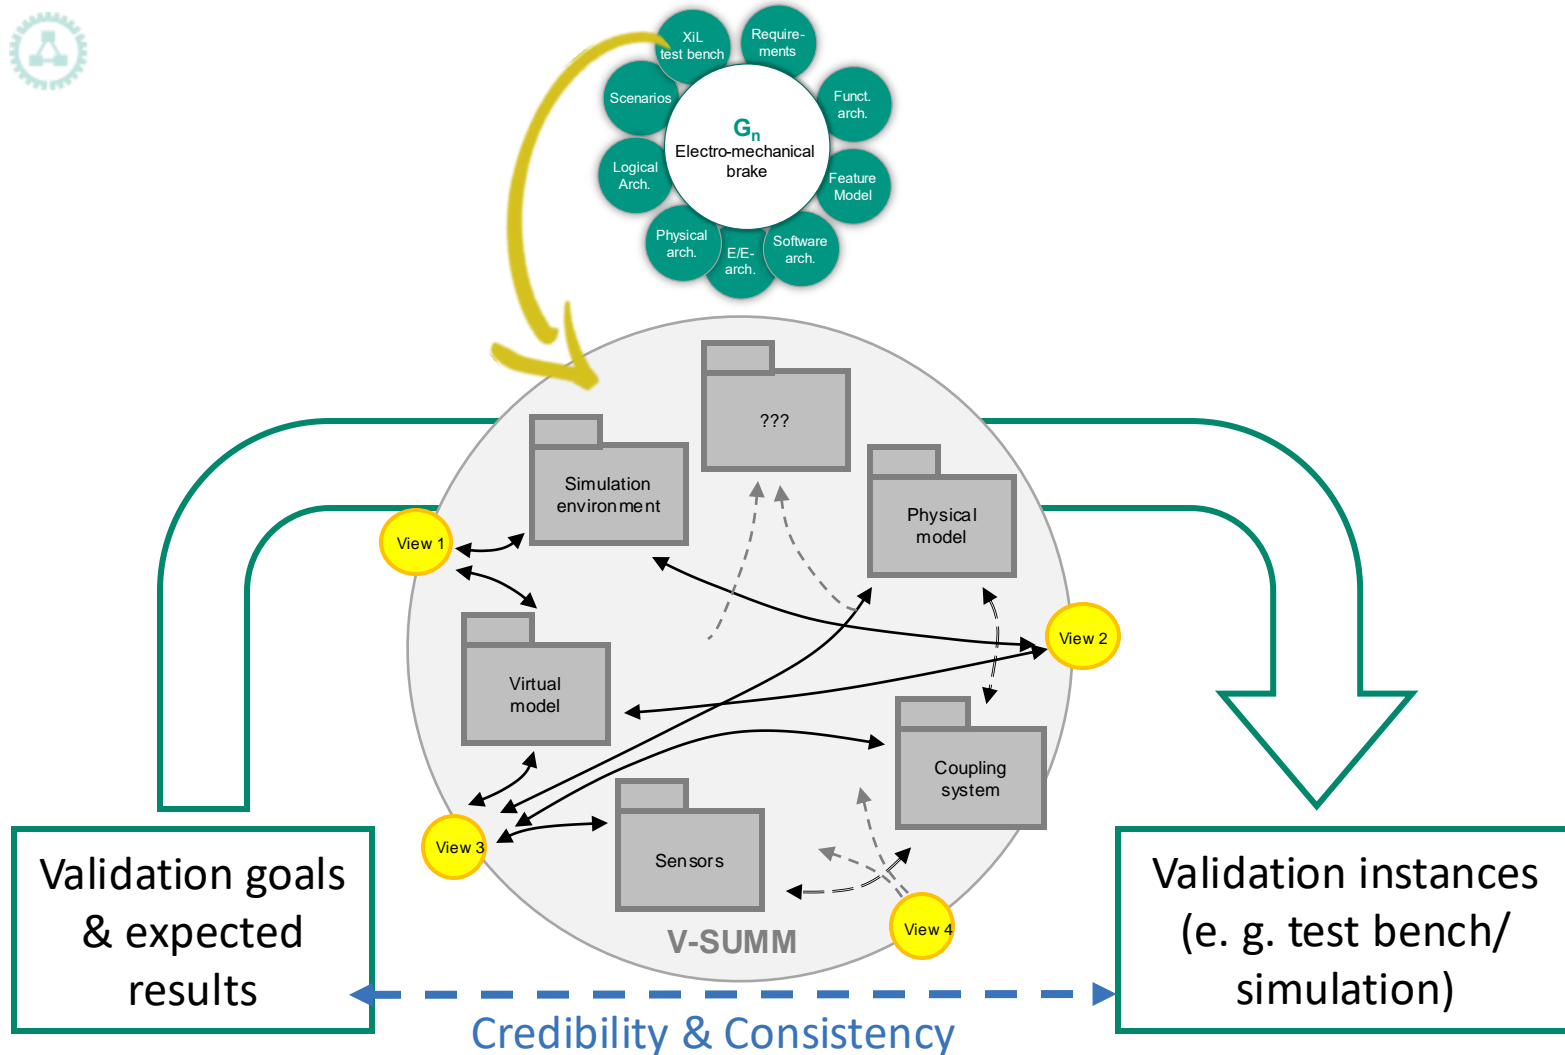 XiL
test bench
Require-
ments
Scenarios
Funct.
arch.
Gn
Electro-mechanical
brake
Logical
Arch.
Feature
Model
Physical
arch.
E/E-
arch.
Software
arch.
???
Simulation
environment
Physical
model
View 1
View 2
Virtual
model
Coupling
system
View 3
Sensors
View 4
V-SUMM
Validation goals
& expected
results
Validation instances
(e. g. test bench/
simulation)
Credibility & Consistency